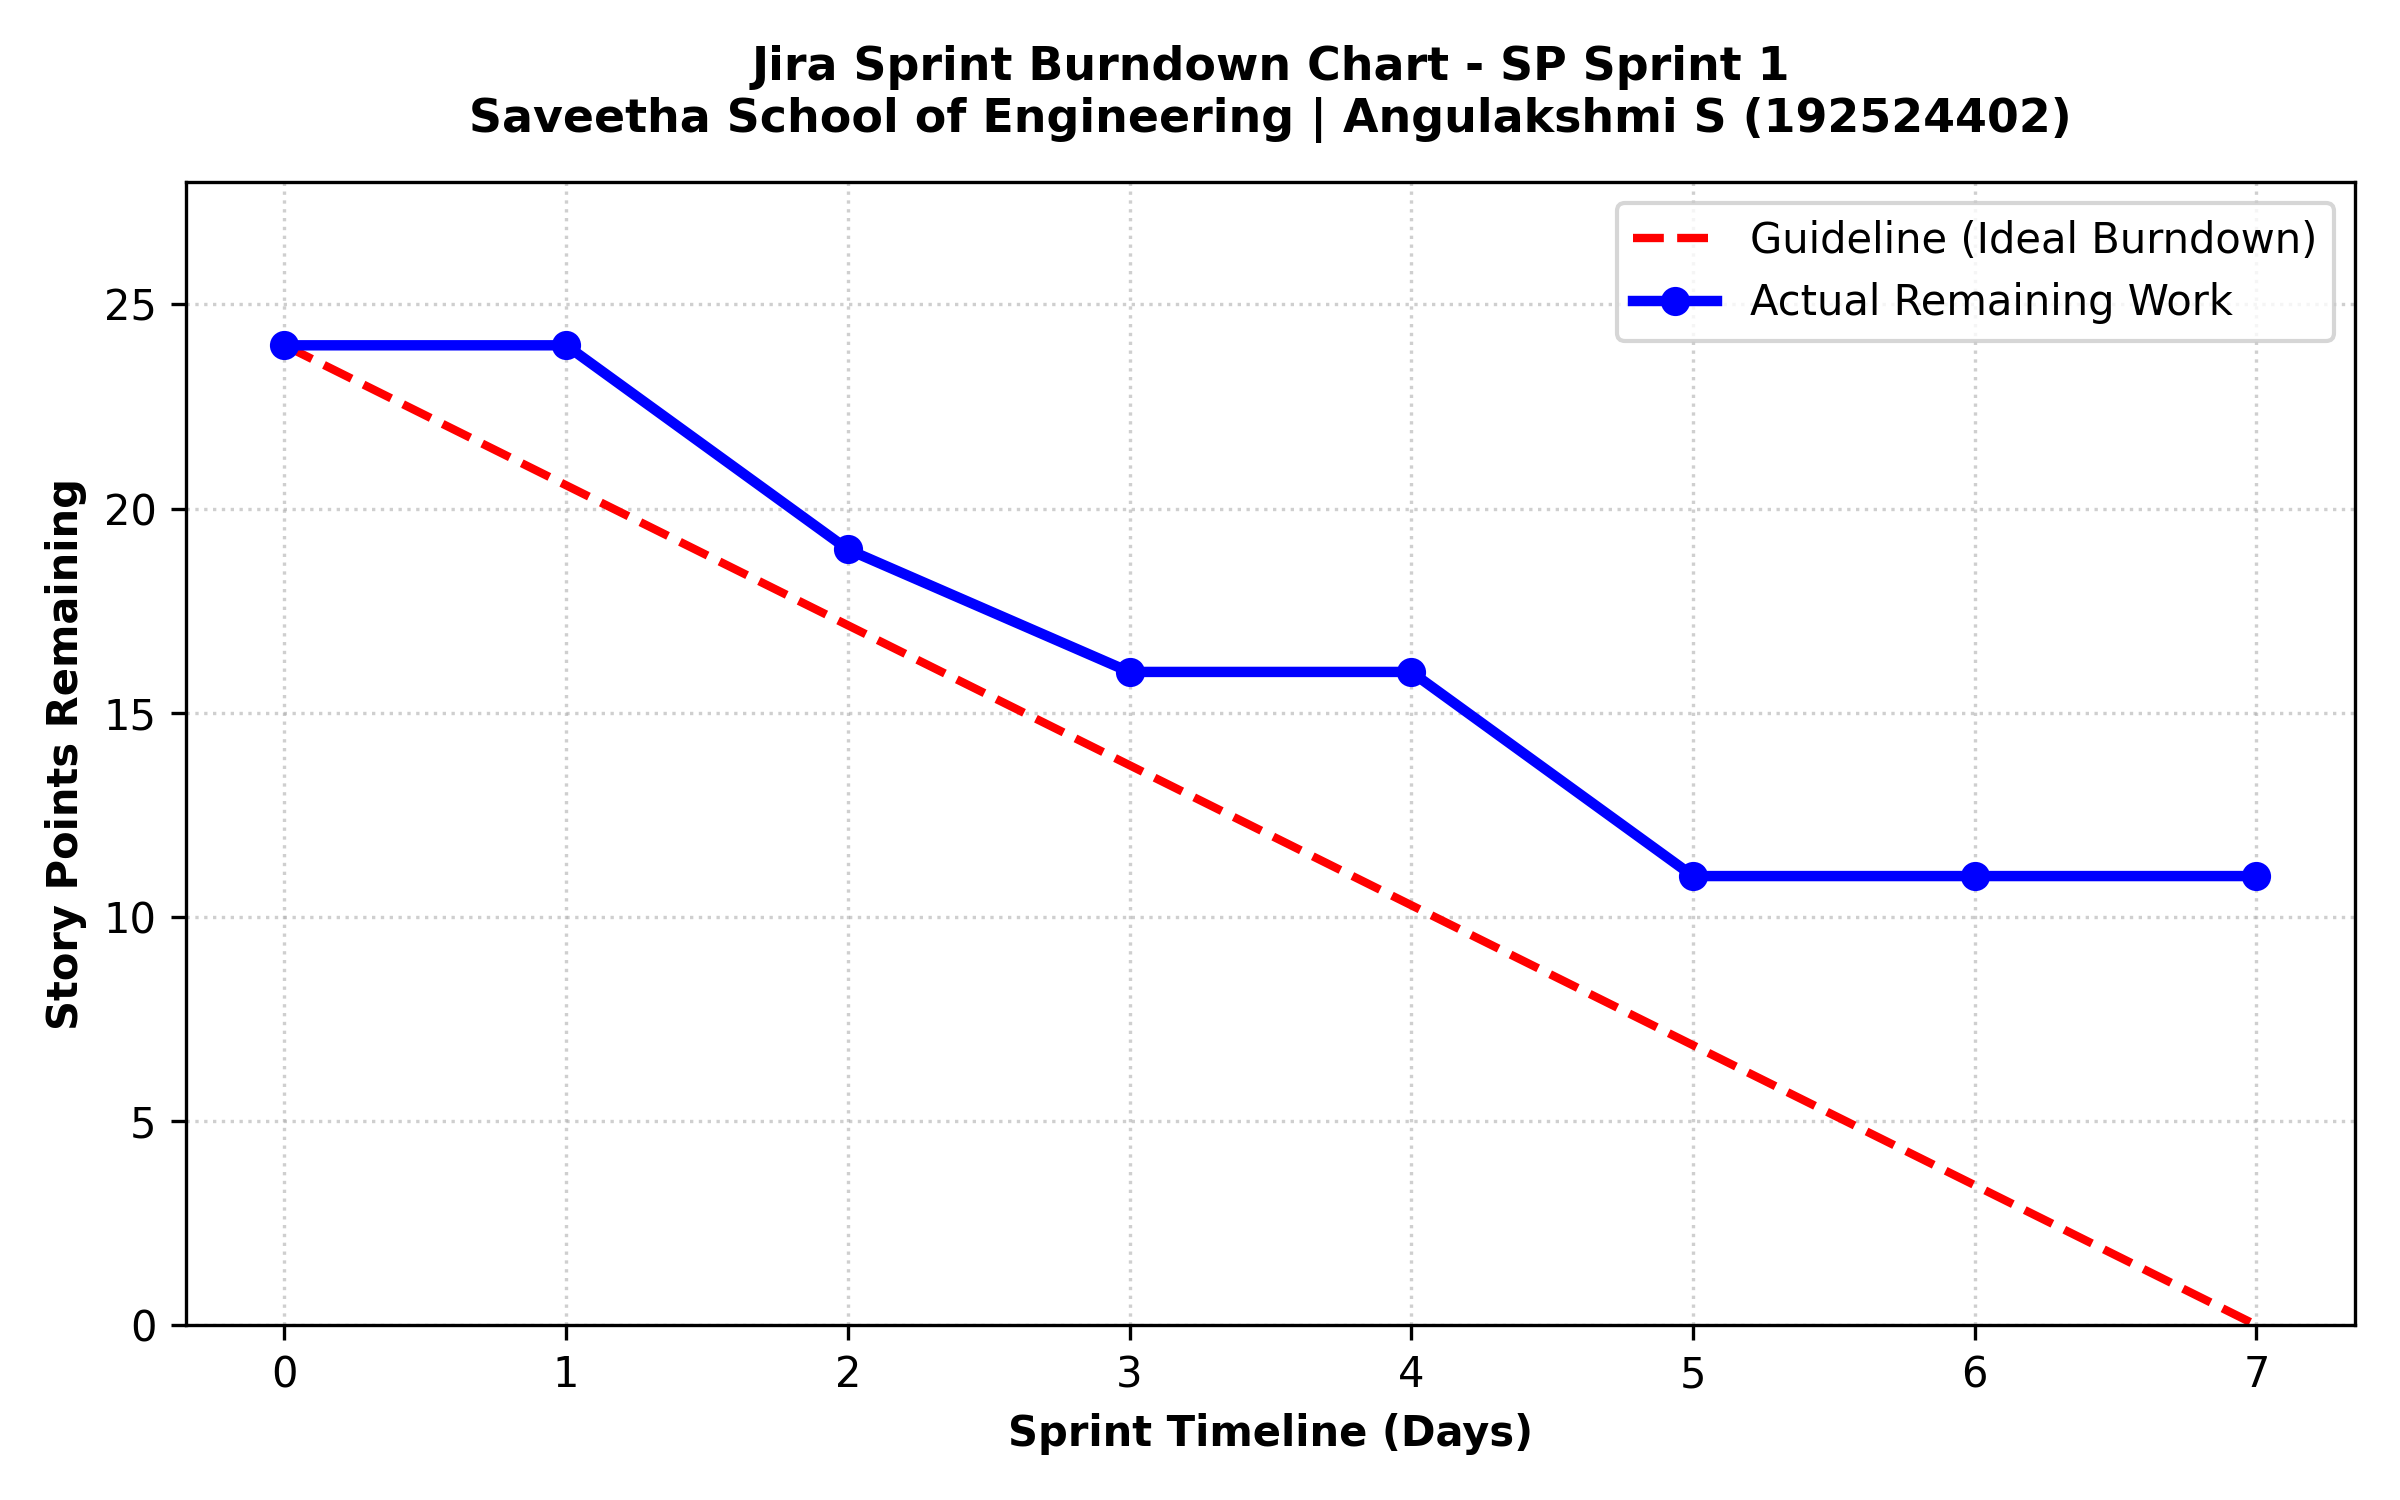 Jira Sprint Burndown Chart - SP Sprint 1
Saveetha School of Engineering | Angulakshmi S (192524402)
Guideline (Ideal Burndown)
Actual Remaining Work
Story Points Remaining
25
20
15
10
5
0
0 1 2 3 4 5 6 7
Sprint Timeline (Days)